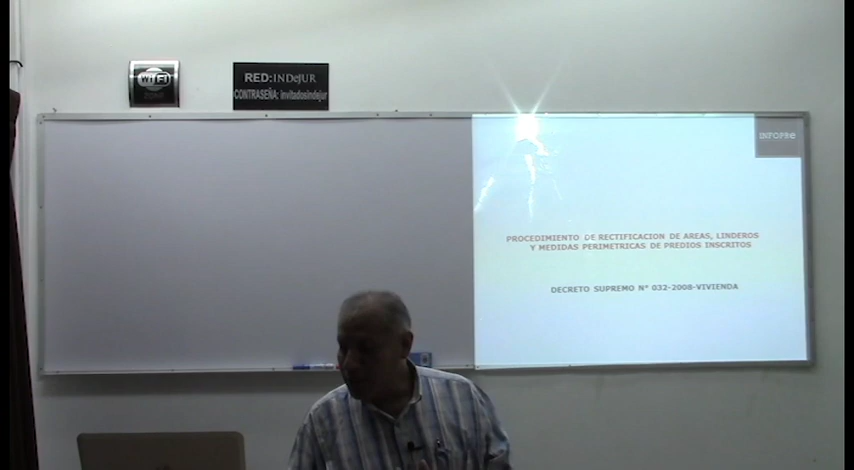 WiFi
RED:INDEJUR
CONTRASEÑA: invitadosindejur
PROCEDIMIENTO DE RECTIFICACION DE AREAS, LINDEROS
Y MEDIDAS PERIMETRICAS DE PREDIOS INSCRITOS
DECRETO SUPREMO N° 032-2008-VIVIENDA